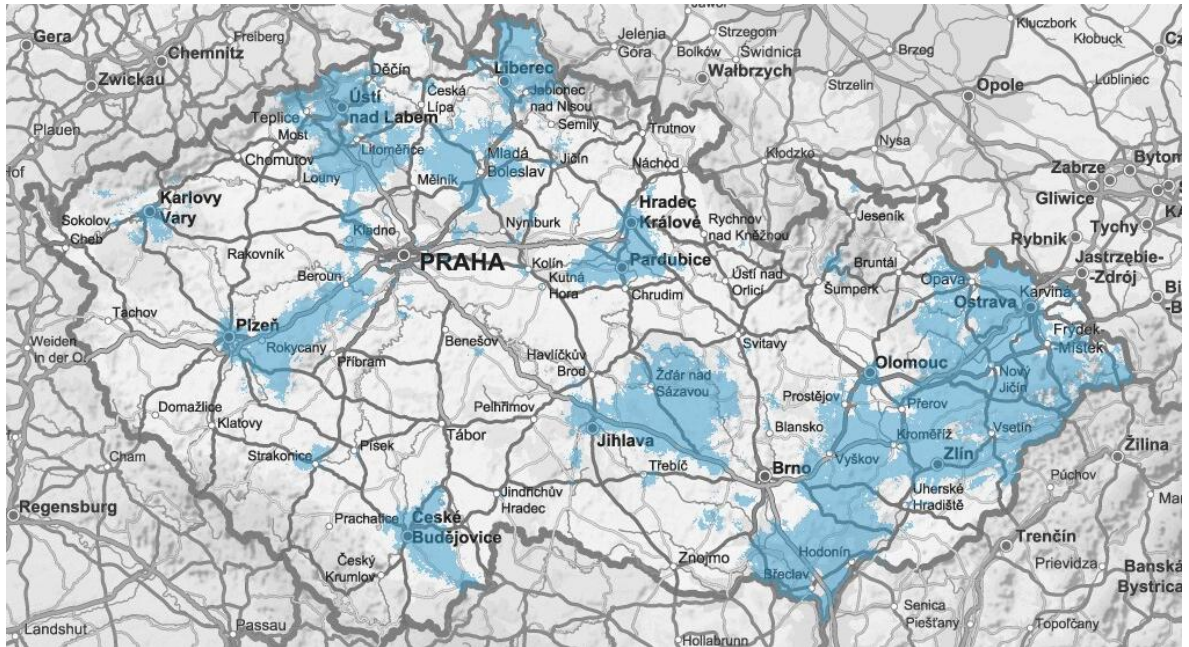 Gera
Chemnitz
Freiberg
Zwickau
Plauen
Hof
Jelenia
Góra
Jawor
Strzegom
Bolków
Świdnica
Wałbrzych
Strzelin
Brzeg
Opole
Kluczbork
Kłobuck
Lubliniec
Nysa
Kłodzko
Zabrze
Bytom
Gliwice
Tychy
Rybnik
Jastrzębie-
-Zdrój
Děčín
Liberec
Ústí
nad Labem
Česká
Lípa
Jablonec
nad Nisou
Teplice
Most
Litoměřice
Semily
Trutnov
Chomutov
Louny
Mělník
Mladá
Boleslav
Jičín
Náchod
Karlovy
Vary
Sokolov
Cheb
Kladno
Nymburk
Hradec
Králové
Rychnov
nad Kněžnou
Jeseník
Rakovník
PRAHA
Beroun
Kolín
Kutná
Hora
Pardubice
Chrudim
Ústí nad
Orlicí
Šumperk
Bruntál
Opava
Ostrava
Karviná
Frýdek
-Místek
Tachov
Weiden
in der O.
Plzeň
Rokycany
Příbram
Benešov
Havlíčkův
Brod
Žďár nad
Sázavou
Svitavy
Olomouc
Nový
Jičín
Prostějov
Přerov
Domažlice
Klatovy
Pelhřimov
Tábor
Jihlava
Blansko
Kroměříž
Vsetín
Zlín
Vyškov
Brno
Žilina
Cham
Písek
Strakonice
Třebíč
Púchov
Regensburg
Prachatice
České
Budějovice
Jindřichův
Hradec
Uherské
Hradiště
Trenčín
Prievidza
Banská
Bystrica
Český
Krumlov
Znojmo
Hodonín
Břeclav
Senica
Piešťany
Topoľčany
Landshut
Passau
Hollabrunn